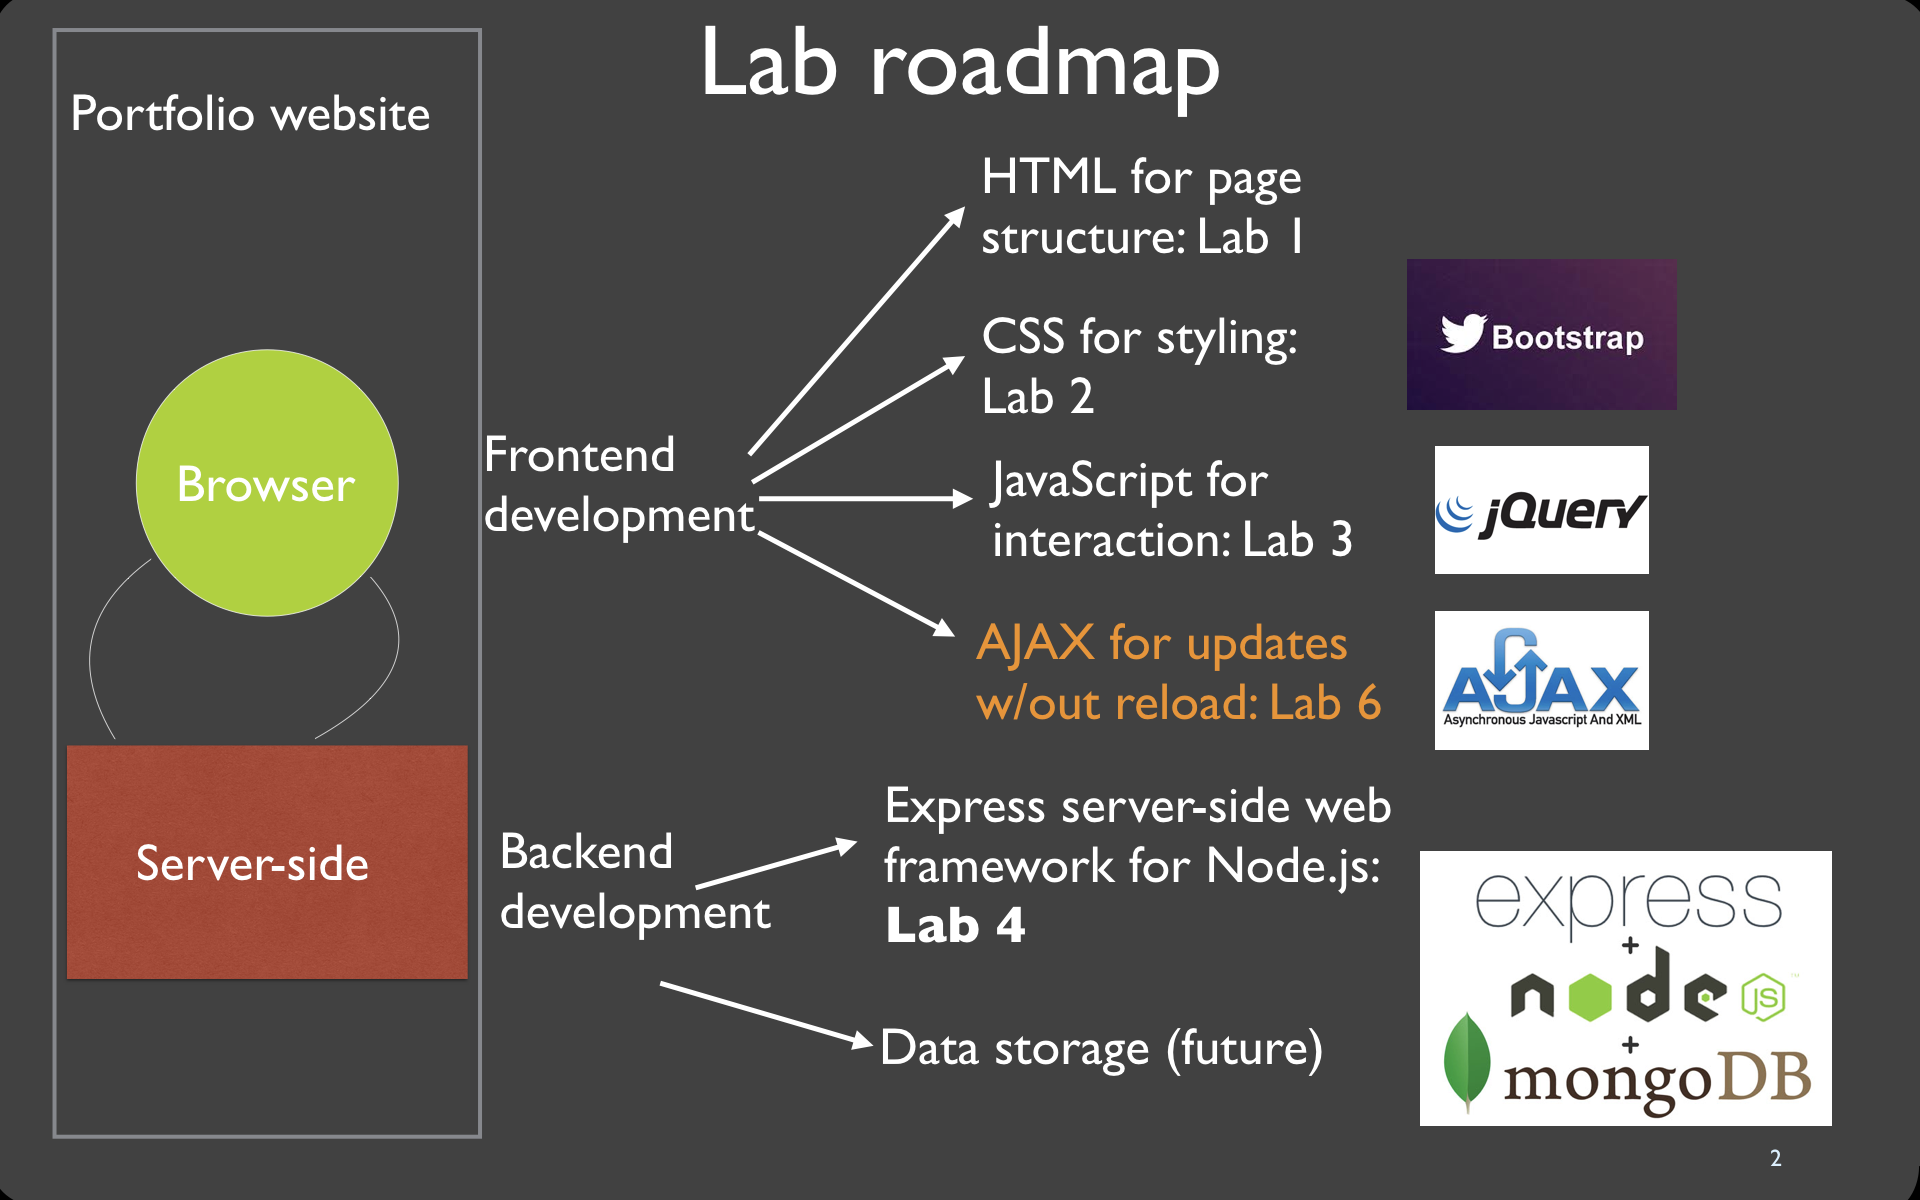 Lab roadmap
Portfolio website
Browser
Server-side
Frontend
development
HTML for page
structure: Lab 1
CSS for styling:
Lab 2
JavaScript for
interaction: Lab 3
AJAX for updates
w/out reload: Lab 6
Bootstrap
jQuery
AJAX
Asynchronous Javascript And XML
Backend
development
Express server-side web
framework for Node.js:
Lab 4
Data storage (future)
express
+
node JS ™
+
mongoDB
2